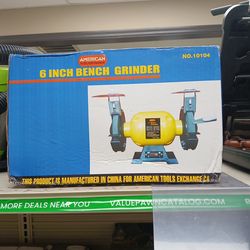 AMERICAN
6 INCH BENCH GRINDER
NO.10104
THIS PRODUCT IS MANUFACTURED IN CHINA FOR AMERICAN TOOLS EXCHANGE
MORE DEALS NEAR YOU
VALUEPAWNCATALOG.COM